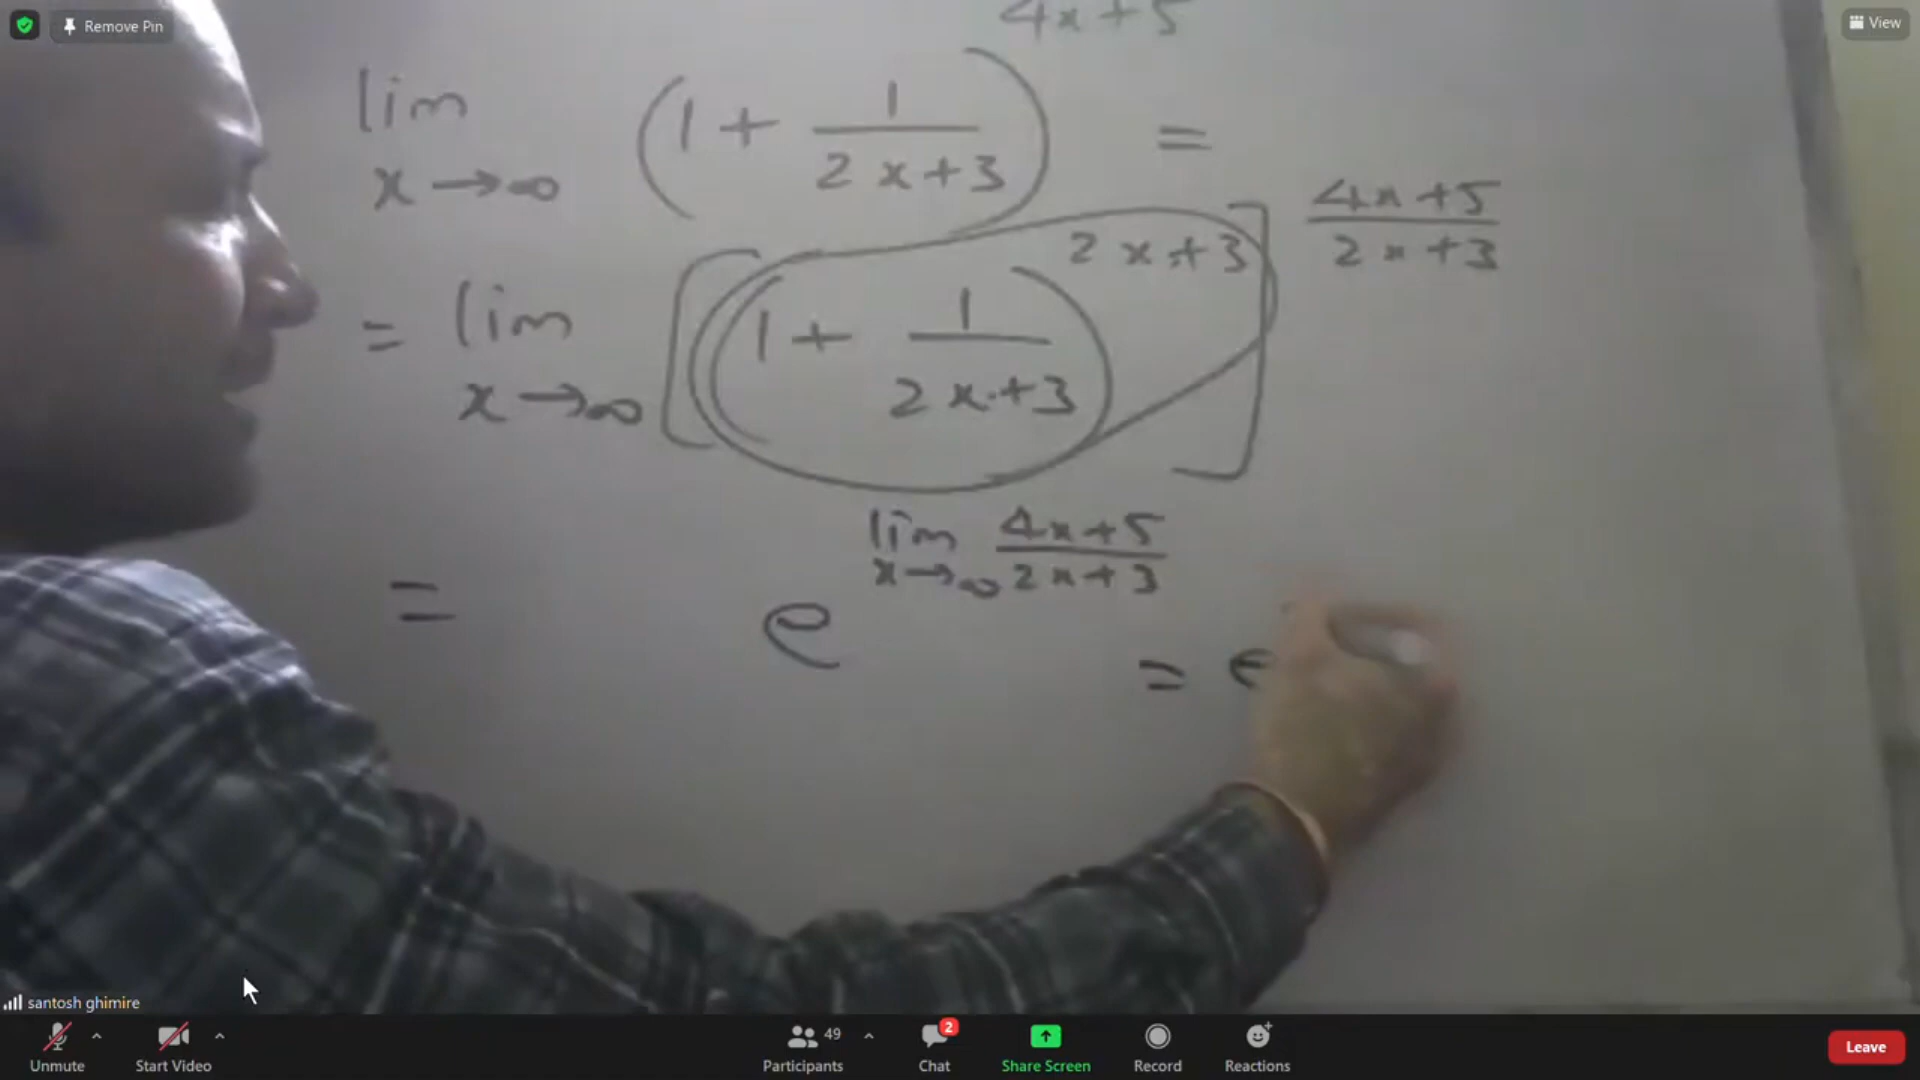 Remove Pin
View
4x+5
lim x→∞ (1 + 1/(2x+3)) =
= lim x→∞ [(1 + 1/(2x+3))^(2x+3)]^((4x+5)/(2x+3))
= e^(lim x→∞ (4x+5)/(2x+3))
= e
santosh ghimire
Unmute
Start Video
Participants 49
Chat 2
Share Screen
Record
Reactions
Leave